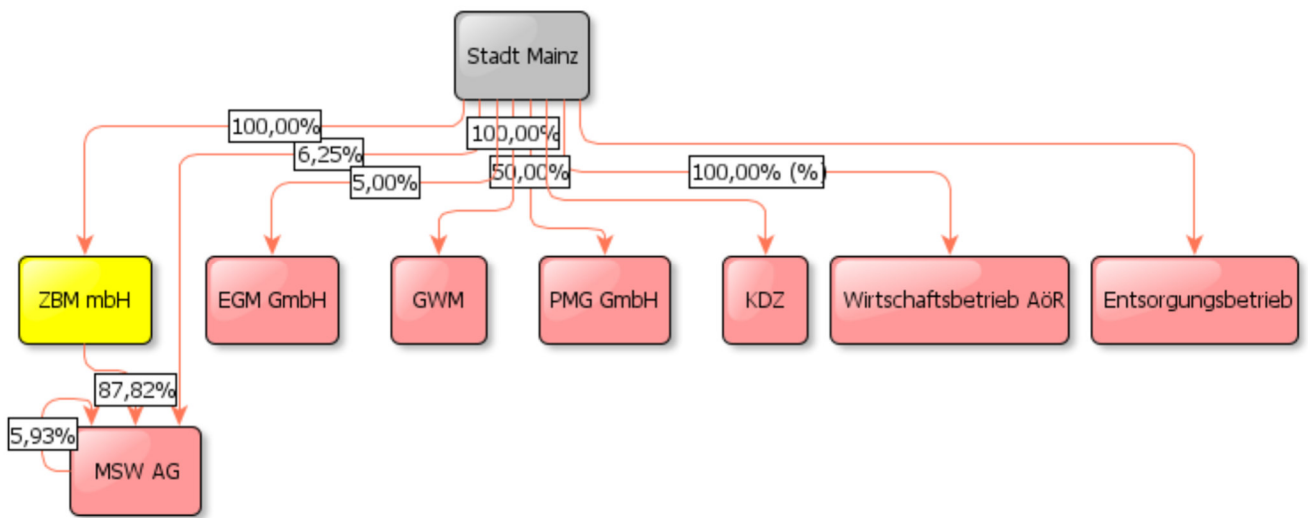 Stadt Mainz
100,00%
100,00%
6,25%
50,00%
100,00% (%)
5,00%
ZBM mbH
EGM GmbH
GWM
PMG GmbH
KDZ
Wirtschaftsbetrieb AöR
Entsorgungsbetrieb
87,82%
5,93%
MSW AG